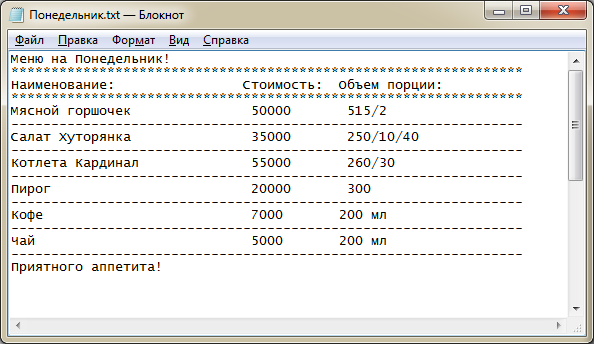 Понедельник.txt — Блокнот
Файл Правка Формат Вид Справка
Меню на Понедельник!
****************************************************************
Наименование: Стоимость: Объем порции:
****************************************************************
Мясной горшочек 50000 515/2
----------------------------------------------------------------
Салат Хуторянка 35000 250/10/40
----------------------------------------------------------------
Котлета Кардинал 55000 260/30
----------------------------------------------------------------
Пирог 20000 300
----------------------------------------------------------------
Кофе 7000 200 мл
----------------------------------------------------------------
Чай 5000 200 мл
----------------------------------------------------------------
Приятного аппетита!